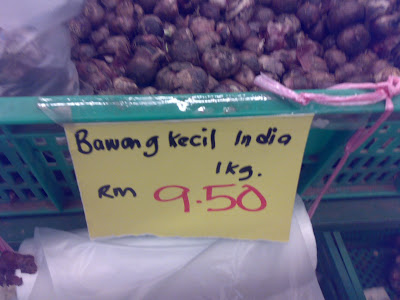 Bawang Kecil India
1kg.
RM 9.50